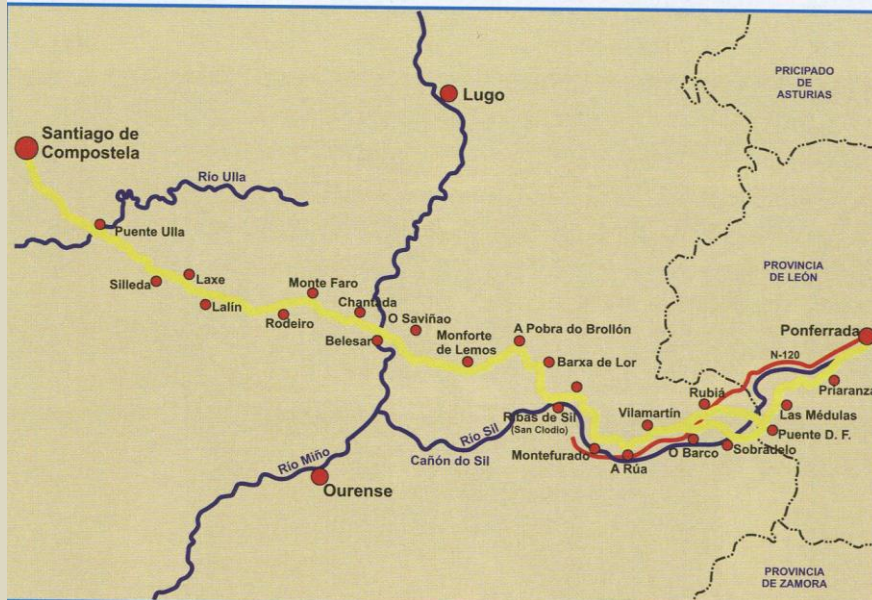 PRICIPADO
DE
ASTURIAS
Lugo
Santiago de
Compostela
Río Ulla
Puente Ulla
PROVINCIA
DE LEÓN
Silleda
Laxe
Monte Faro
Lalín
Chantada
Rodeiro
O Saviñao
Belesar
A Pobra do Brollón
Ponferrada
Monforte
de Lemos
N-120
Barxa de Lor
Priaranza
Rubiá
Ribas de Sil
(San Clodio)
Vilamartín
Las Médulas
Río Sil
Puente D. F.
Montefurado
O Barco
Sobradelo
Cañón do Sil
A Rúa
Río Miño
Ourense
PROVINCIA
DE ZAMORA